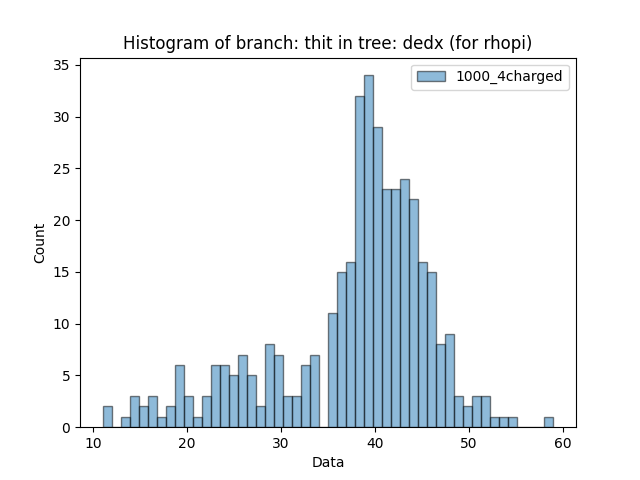 Histogram of branch: thit in tree: dedx (for rhopi)
1000_4charged
Count
35
30
25
20
15
10
5
0
10 20 30 40 50 60
Data